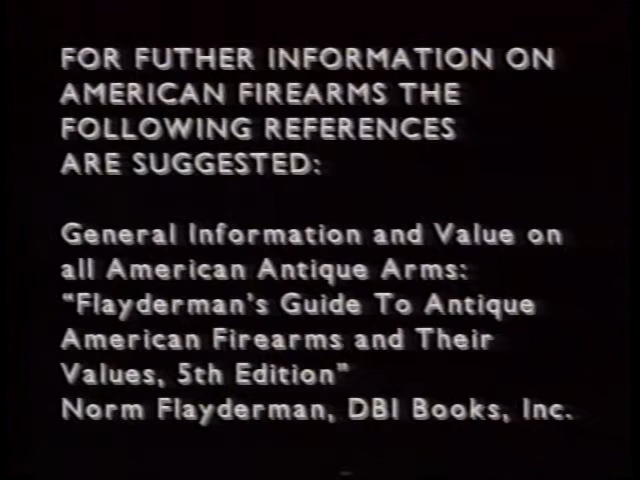 FOR FUTHER INFORMATION ON
AMERICAN FIREARMS THE
FOLLOWING REFERENCES
ARE SUGGESTED:
General Information and Value on
all American Antique Arms:
"Flayderman's Guide To Antique
American Firearms and Their
Values, 5th Edition"
Norm Flayderman, DBI Books, Inc.